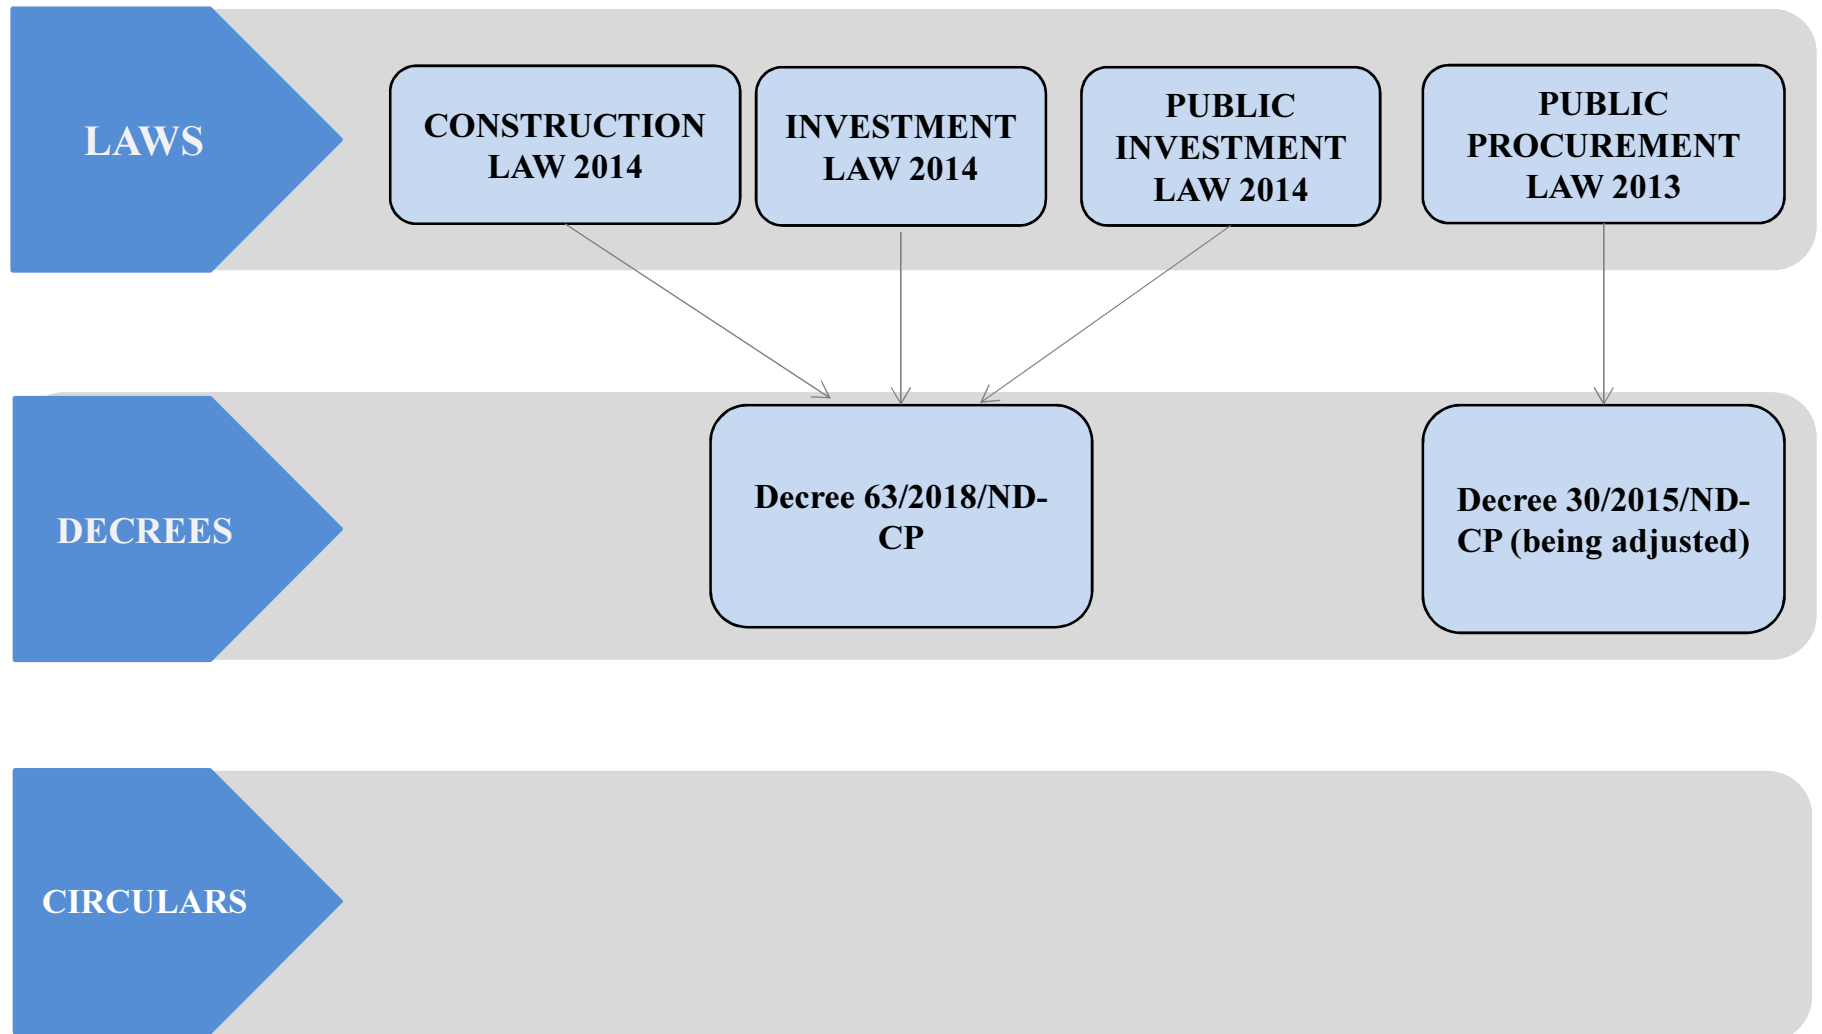 LAWS
CONSTRUCTION
LAW 2014
INVESTMENT
LAW 2014
PUBLIC
INVESTMENT
LAW 2014
PUBLIC
PROCUREMENT
LAW 2013
DECREES
Decree 63/2018/ND-
CP
Decree 30/2015/ND-
CP (being adjusted)
CIRCULARS